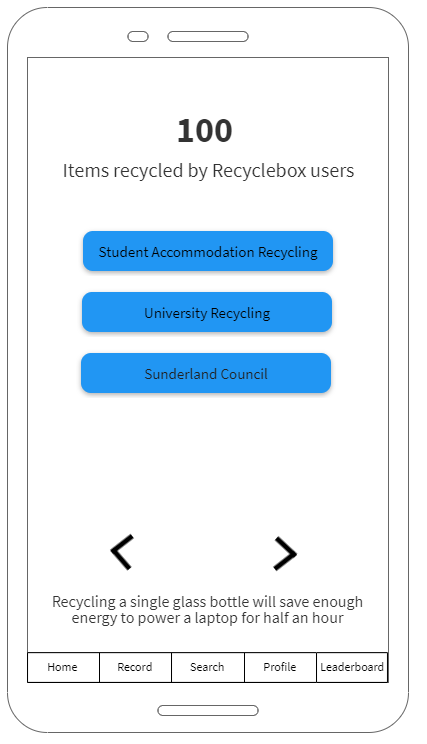 100
Items recycled by Recyclebox users
Student Accommodation Recycling
University Recycling
Sunderland Council
Recycling a single glass bottle will save enough
energy to power a laptop for half an hour
Home Record Search Profile Leaderboard